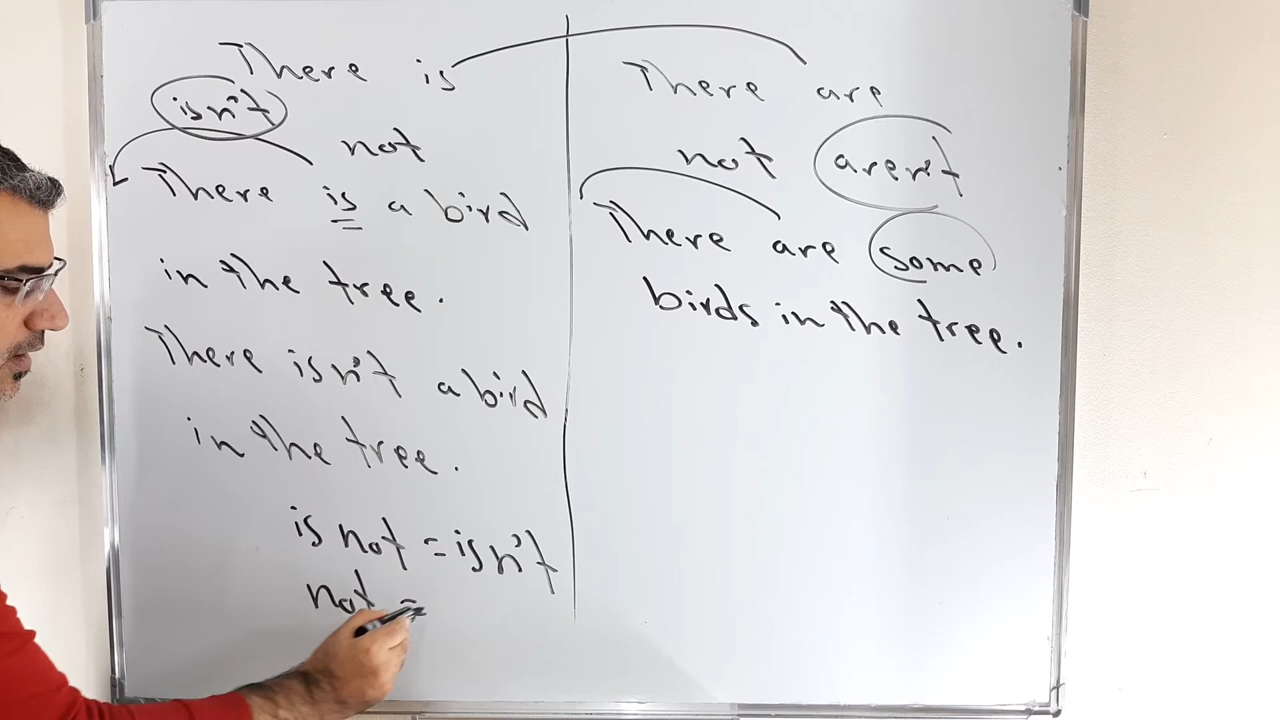 There is
isn't
not
There is a bird
in the tree.
There isn't a bird
in the tree.
is not = isn't
not =
There are
not aren't
There are some
birds in the tree.